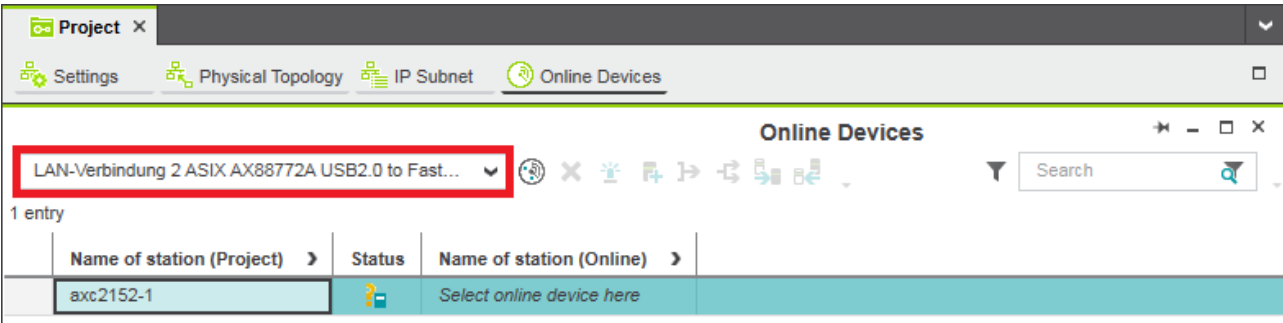 Project
Settings Physical Topology IP Subnet Online Devices
Online Devices
LAN-Verbindung 2 ASIX AX88772A USB2.0 to Fast... Search
1 entry
Name of station (Project) Status Name of station (Online)
axc2152-1 Select online device here